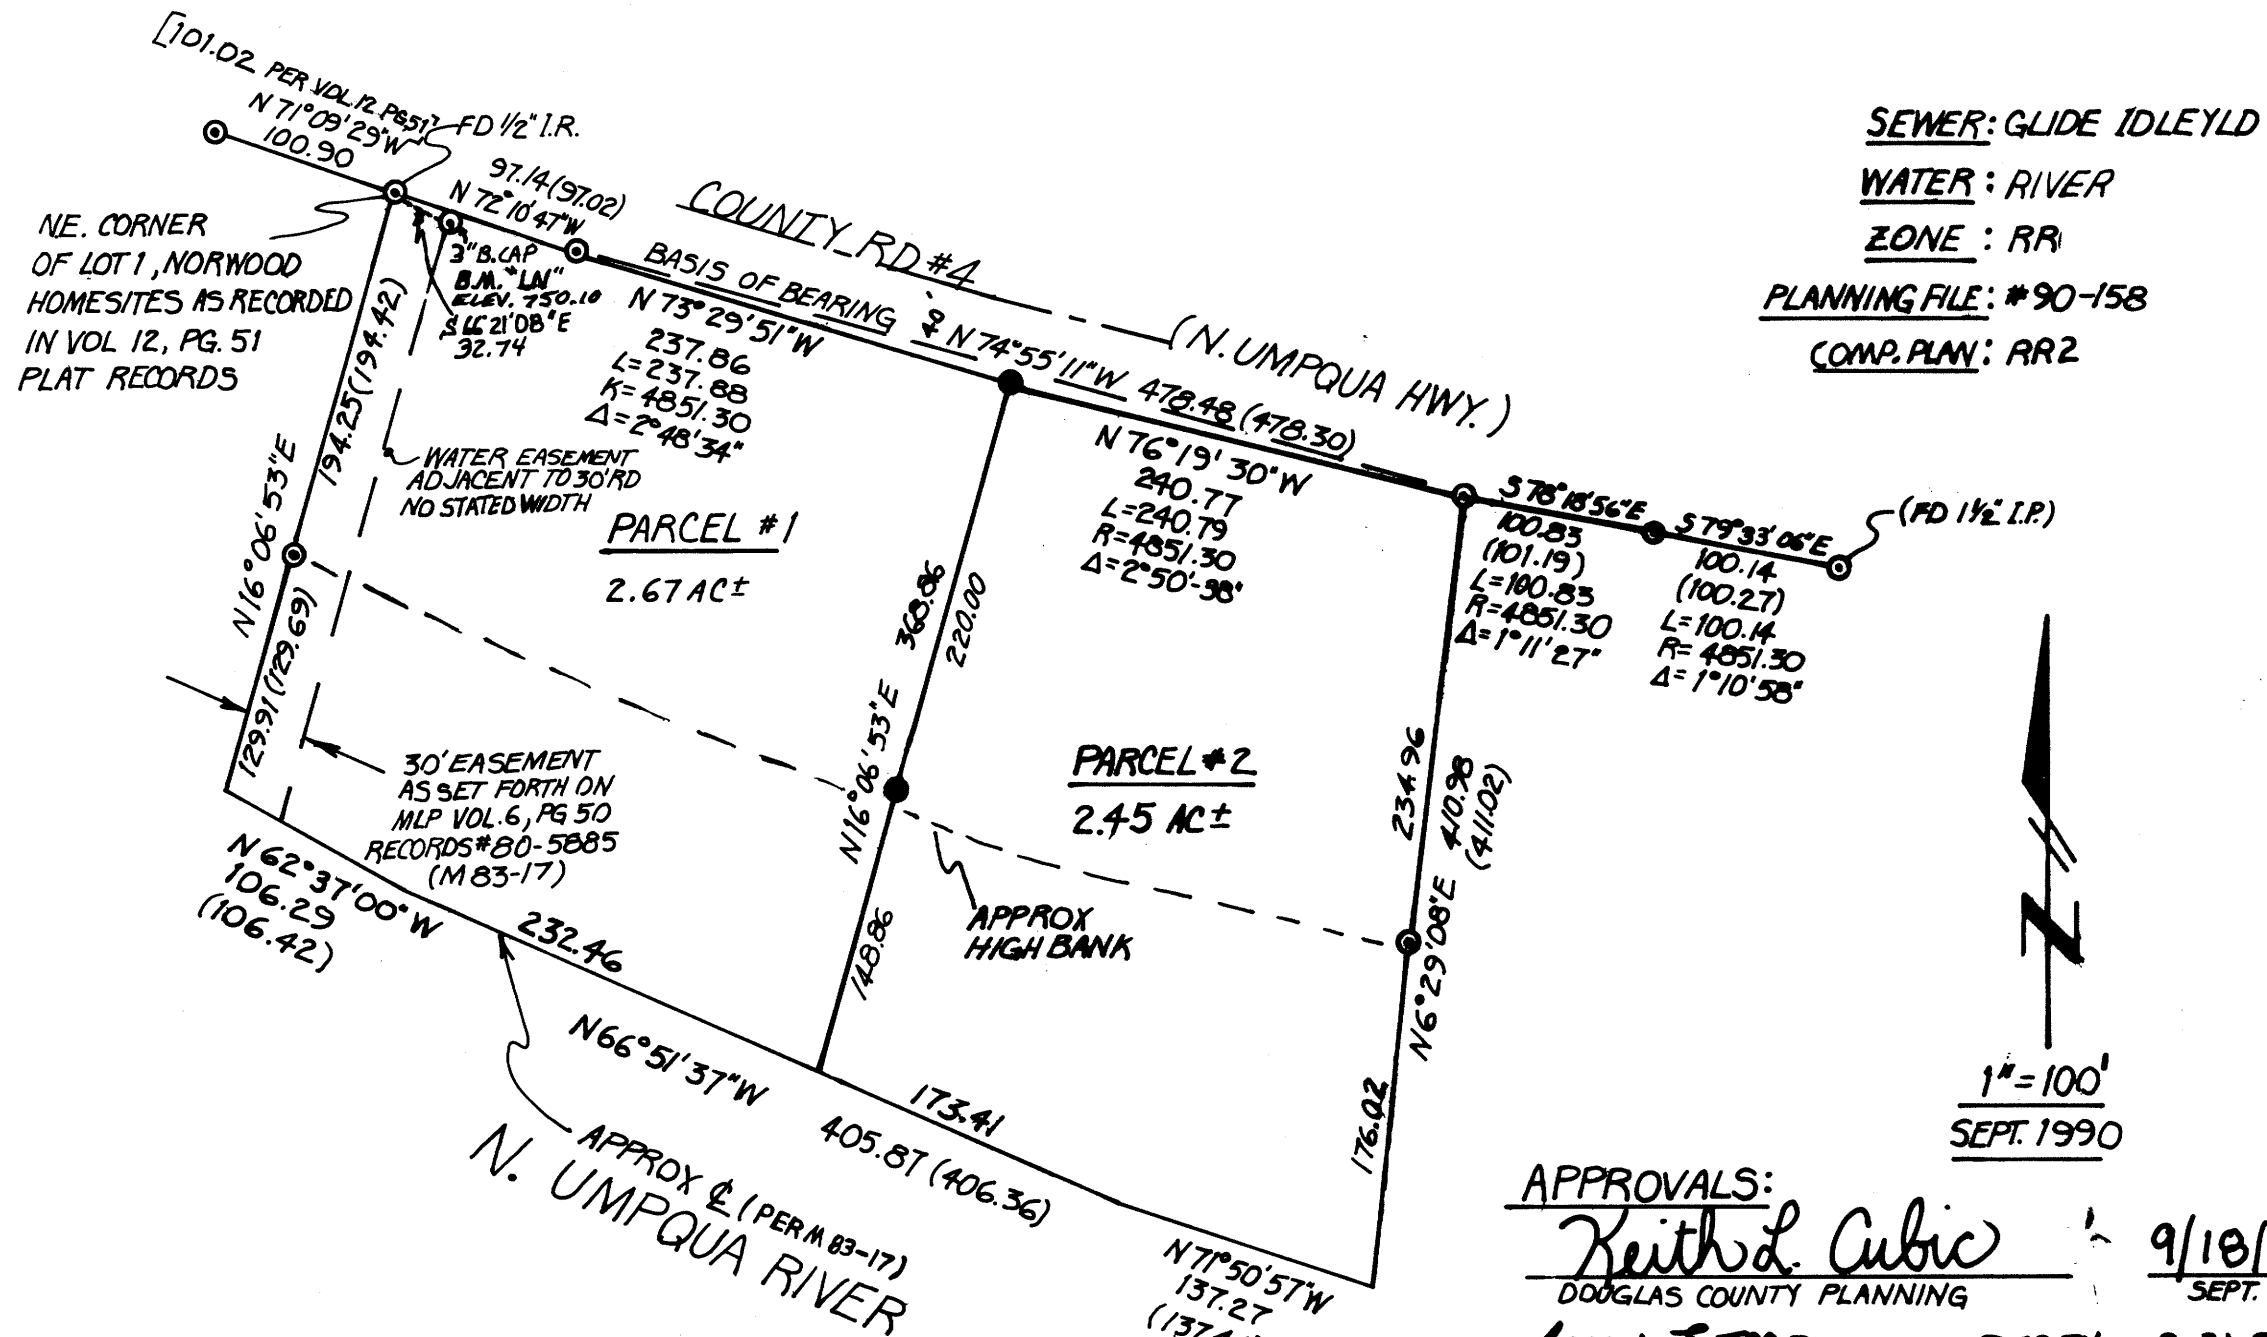 [101.02 PER VOL. 12 PG.51]
N 71°09'29"W
100.90
FD 1/2" I.R.
97.14(97.02)
N 72°10'47"W
N.E. CORNER
OF LOT 1, NORWOOD
HOMESITES AS RECORDED
IN VOL 12, PG. 51
PLAT RECORDS
3" B.CAP
B.M. "LN"
ELEV. 750.10
21'08"E
32.74
COUNTY RD #4
(N. UMPQUA HWY.)
BASIS OF BEARING
40'
N 74°55'11"W 478.48 (478.30)
N 73°29'51"W
237.86
L=237.88
R=4851.30
Δ=2°48'34"
N 76°19'30"W
240.77
L=240.79
R=4851.30
Δ=2°50'-38"
S 78°18'56"E
100.83
(101.19)
L=100.83
R=4851.30
Δ=1°11'27"
S 79°33'06"E
100.14
(100.27)
L=100.14
R=4851.30
Δ=1°10'58"
(FD 1½" I.P.)
SEWER: GLIDE IDLEYLD
WATER: RIVER
ZONE : RR
PLANNING FILE: #90-158
COMP. PLAN: RR2
N16°06'53"E
194.25(194.42)
129.91(129.69)
WATER EASEMENT
ADJACENT TO 30'RD
NO STATED WIDTH
PARCEL #1
2.67 AC±
368.86
220.00
N16°06'53"E
148.86
PARCEL #2
2.45 AC±
234.96
410.98
(411.02)
N6°29'08"E
176.02
30' EASEMENT
AS SET FORTH ON
MLP VOL.6, PG 50
RECORDS #80-5885
(M83-17)
APPROX
HIGH BANK
N62°37'00"W
106.29
(106.42)
232.46
N66°51'37"W
173.41
405.87 (406.36)
N71°50'57"W
137.27
APPROX ℄ (PER M 83-17)
N. UMPQUA RIVER
N
1"=100'
SEPT. 1990
APPROVALS:
Keith L. Cubic
9/18/
DOUGLAS COUNTY PLANNING
SEPT.